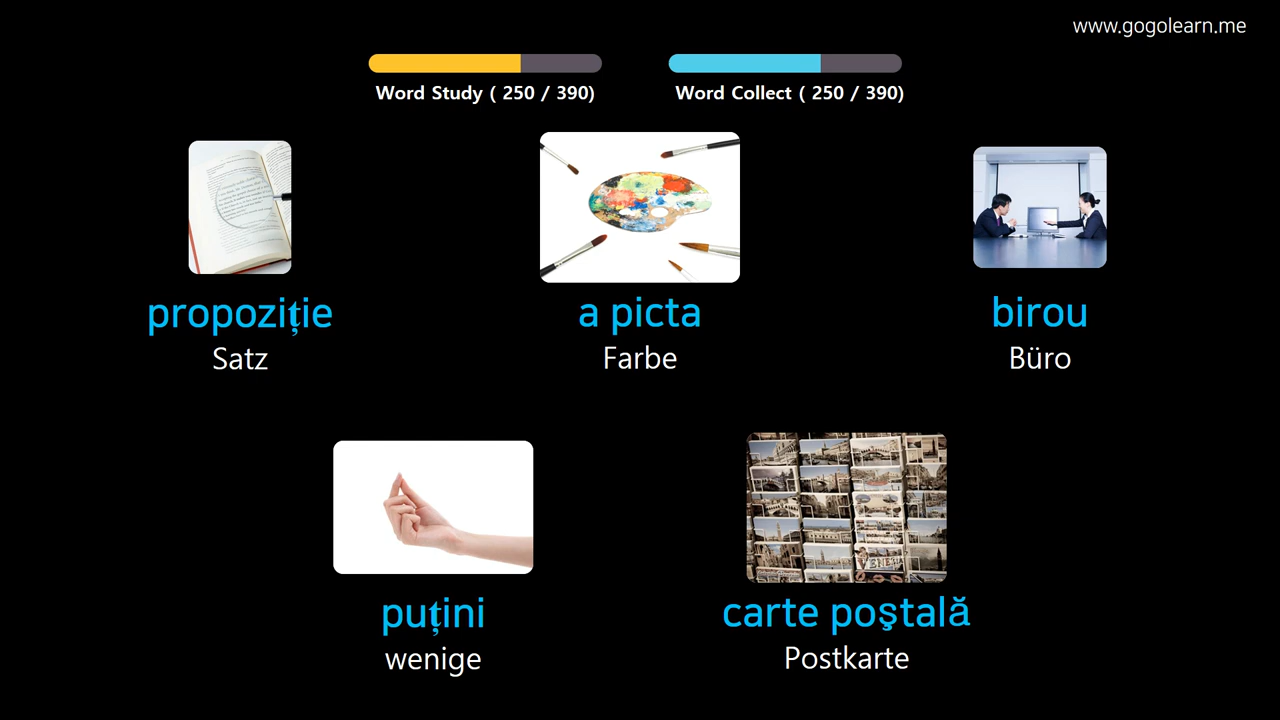 www.gogolearn.me
Word Study ( 250 / 390)
Word Collect ( 250 / 390)
propoziție
Satz
a picta
Farbe
birou
Büro
puțini
wenige
carte poştală
Postkarte